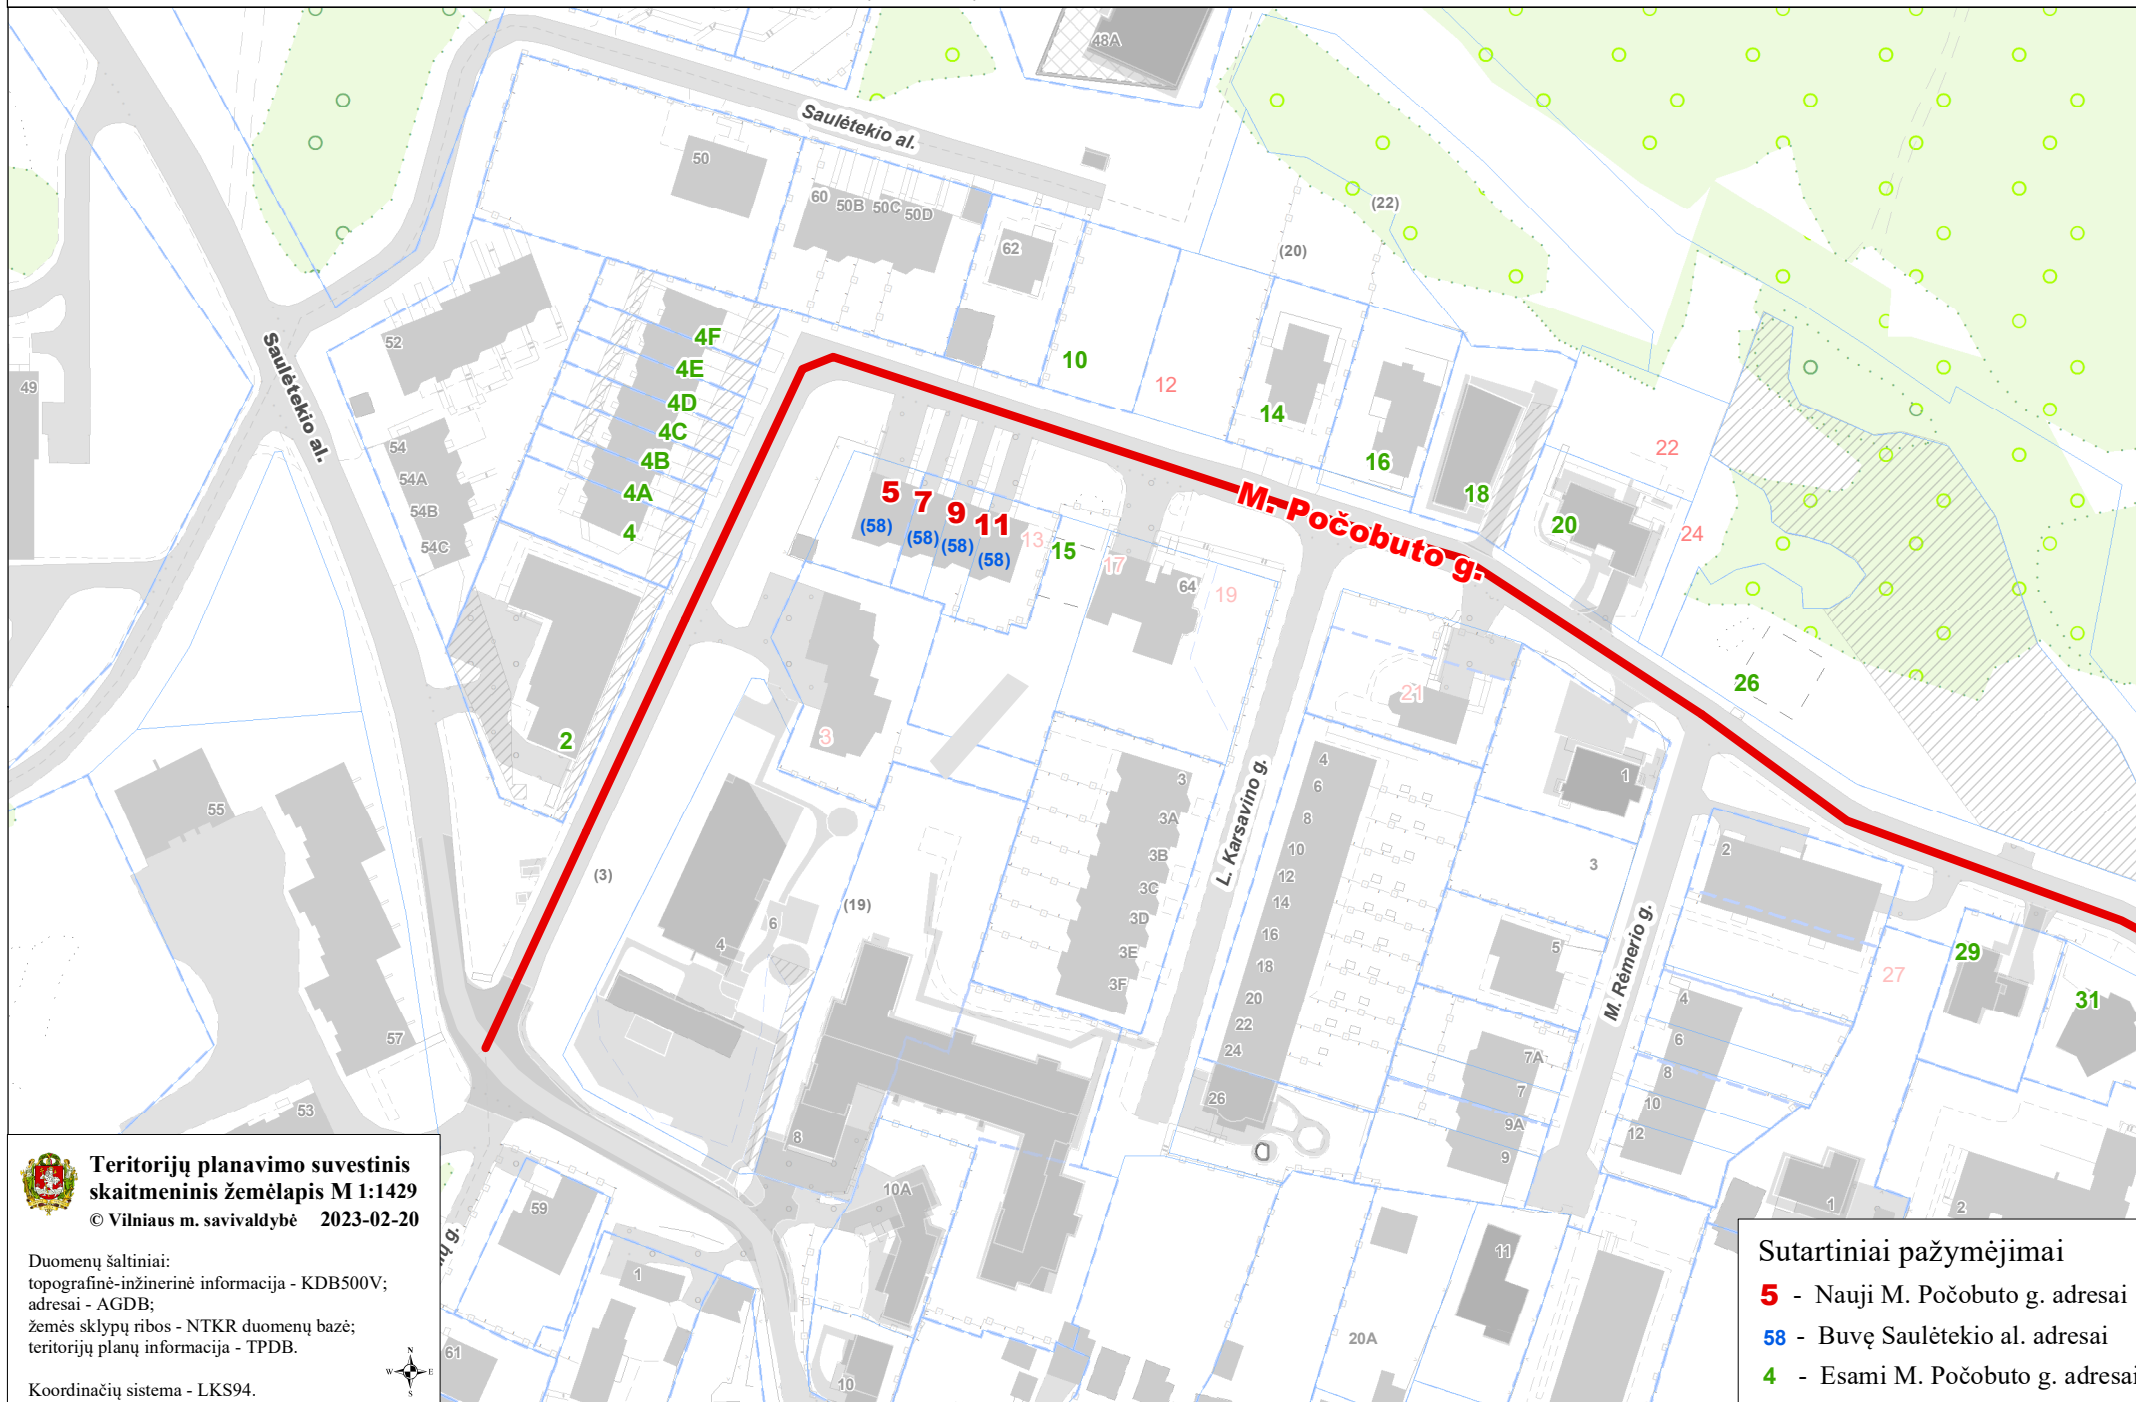 48A
Saulėtekio al.
50
60
50B
50C
50D
62
(22)
(20)
52
49
Saulėtekio al.
4F
4E
4D
4C
4B
4A
4
10
12
14
16
18
20
22
24
54
54A
54B
54C
5
7
9
11
(58)
(58)
(58)
(58)
13
15
17
64
19
M. Počobuto g.
2
3
21
26
55
57
53
(3)
4
6
(19)
8
3
3A
3B
3C
3D
3E
3F
L. Karsavino g.
4
6
8
10
12
14
16
18
20
22
24
26
1
3
5
7A
7
9A
9
M. Rėmerio g.
2
4
6
8
10
12
27
29
31
1
2
59
1
61
10A
10
11
20A
ų g.
Teritorijų planavimo suvestinis
skaitmeninis žemėlapis M 1:1429
© Vilniaus m. savivaldybė 2023-02-20
Duomenų šaltiniai:
topografinė-inžinerinė informacija - KDB500V;
adresai - AGDB;
žemės sklypų ribos - NTKR duomenų bazė;
teritorijų planų informacija - TPDB.
Koordinačių sistema - LKS94.
N
W E
S
Sutartiniai pažymėjimai
5 - Nauji M. Počobuto g. adresai
58 - Buvę Saulėtekio al. adresai
4 - Esami M. Počobuto g. adresai